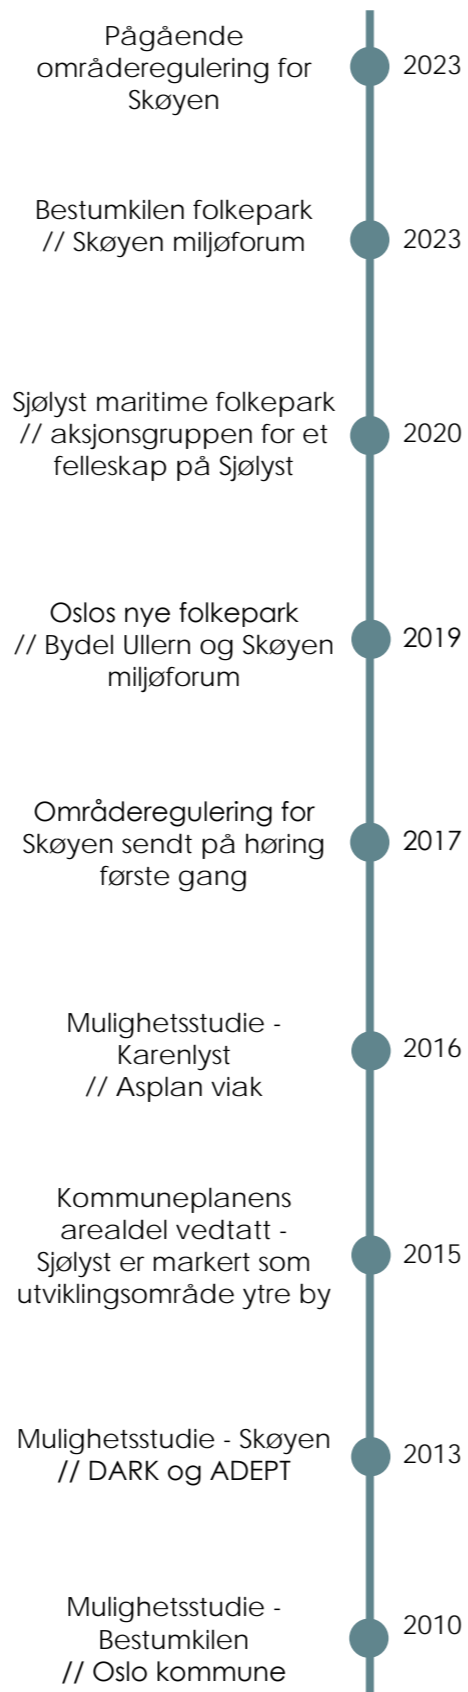 Pågående
områderegulering for
Skøyen
2023
Bestumkilen folkepark
// Skøyen miljøforum
2023
Sjølyst maritime folkepark
// aksjonsgruppen for et
felleskap på Sjølyst
2020
Oslos nye folkepark
// Bydel Ullern og Skøyen
miljøforum
2019
Områderegulering for
Skøyen sendt på høring
første gang
2017
Mulighetsstudie -
Karenlyst
// Asplan viak
2016
Kommuneplanens
arealdel vedtatt -
Sjølyst er markert som
utviklingsområde ytre by
2015
Mulighetsstudie - Skøyen
// DARK og ADEPT
2013
Mulighetsstudie -
Bestumkilen
// Oslo kommune
2010